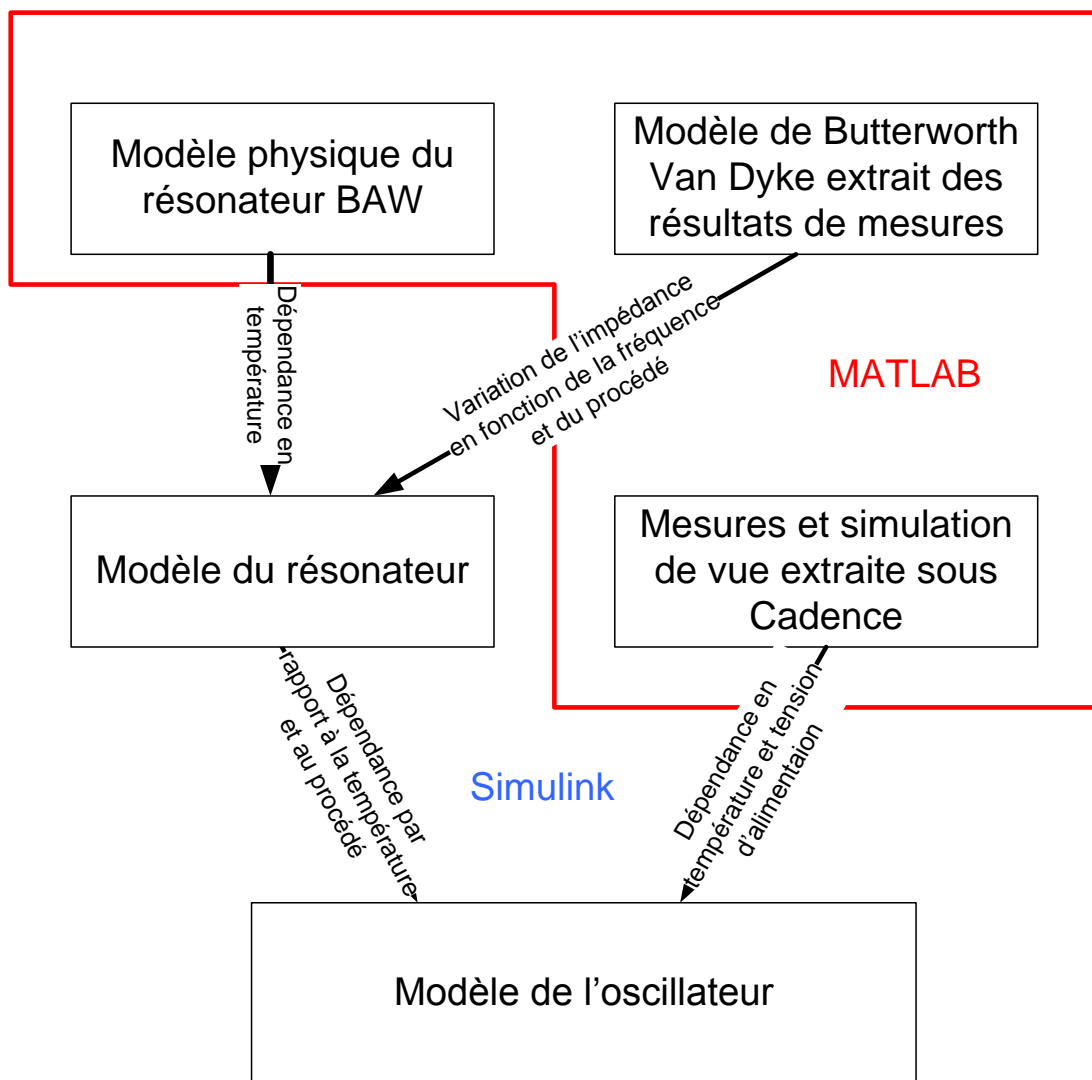 Modèle physique du
résonateur BAW
Modèle de Butterworth
Van Dyke extrait des
résultats de mesures
Dépendance en
température
Variation de l'impédance
en fonction de la fréquence
et du procédé
MATLAB
Modèle du résonateur
Mesures et simulation
de vue extraite sous
Cadence
Dépendance par
rapport à la température
et au procédé
Simulink
Dépendance en
température et tension
d'alimentaion
Modèle de l'oscillateur